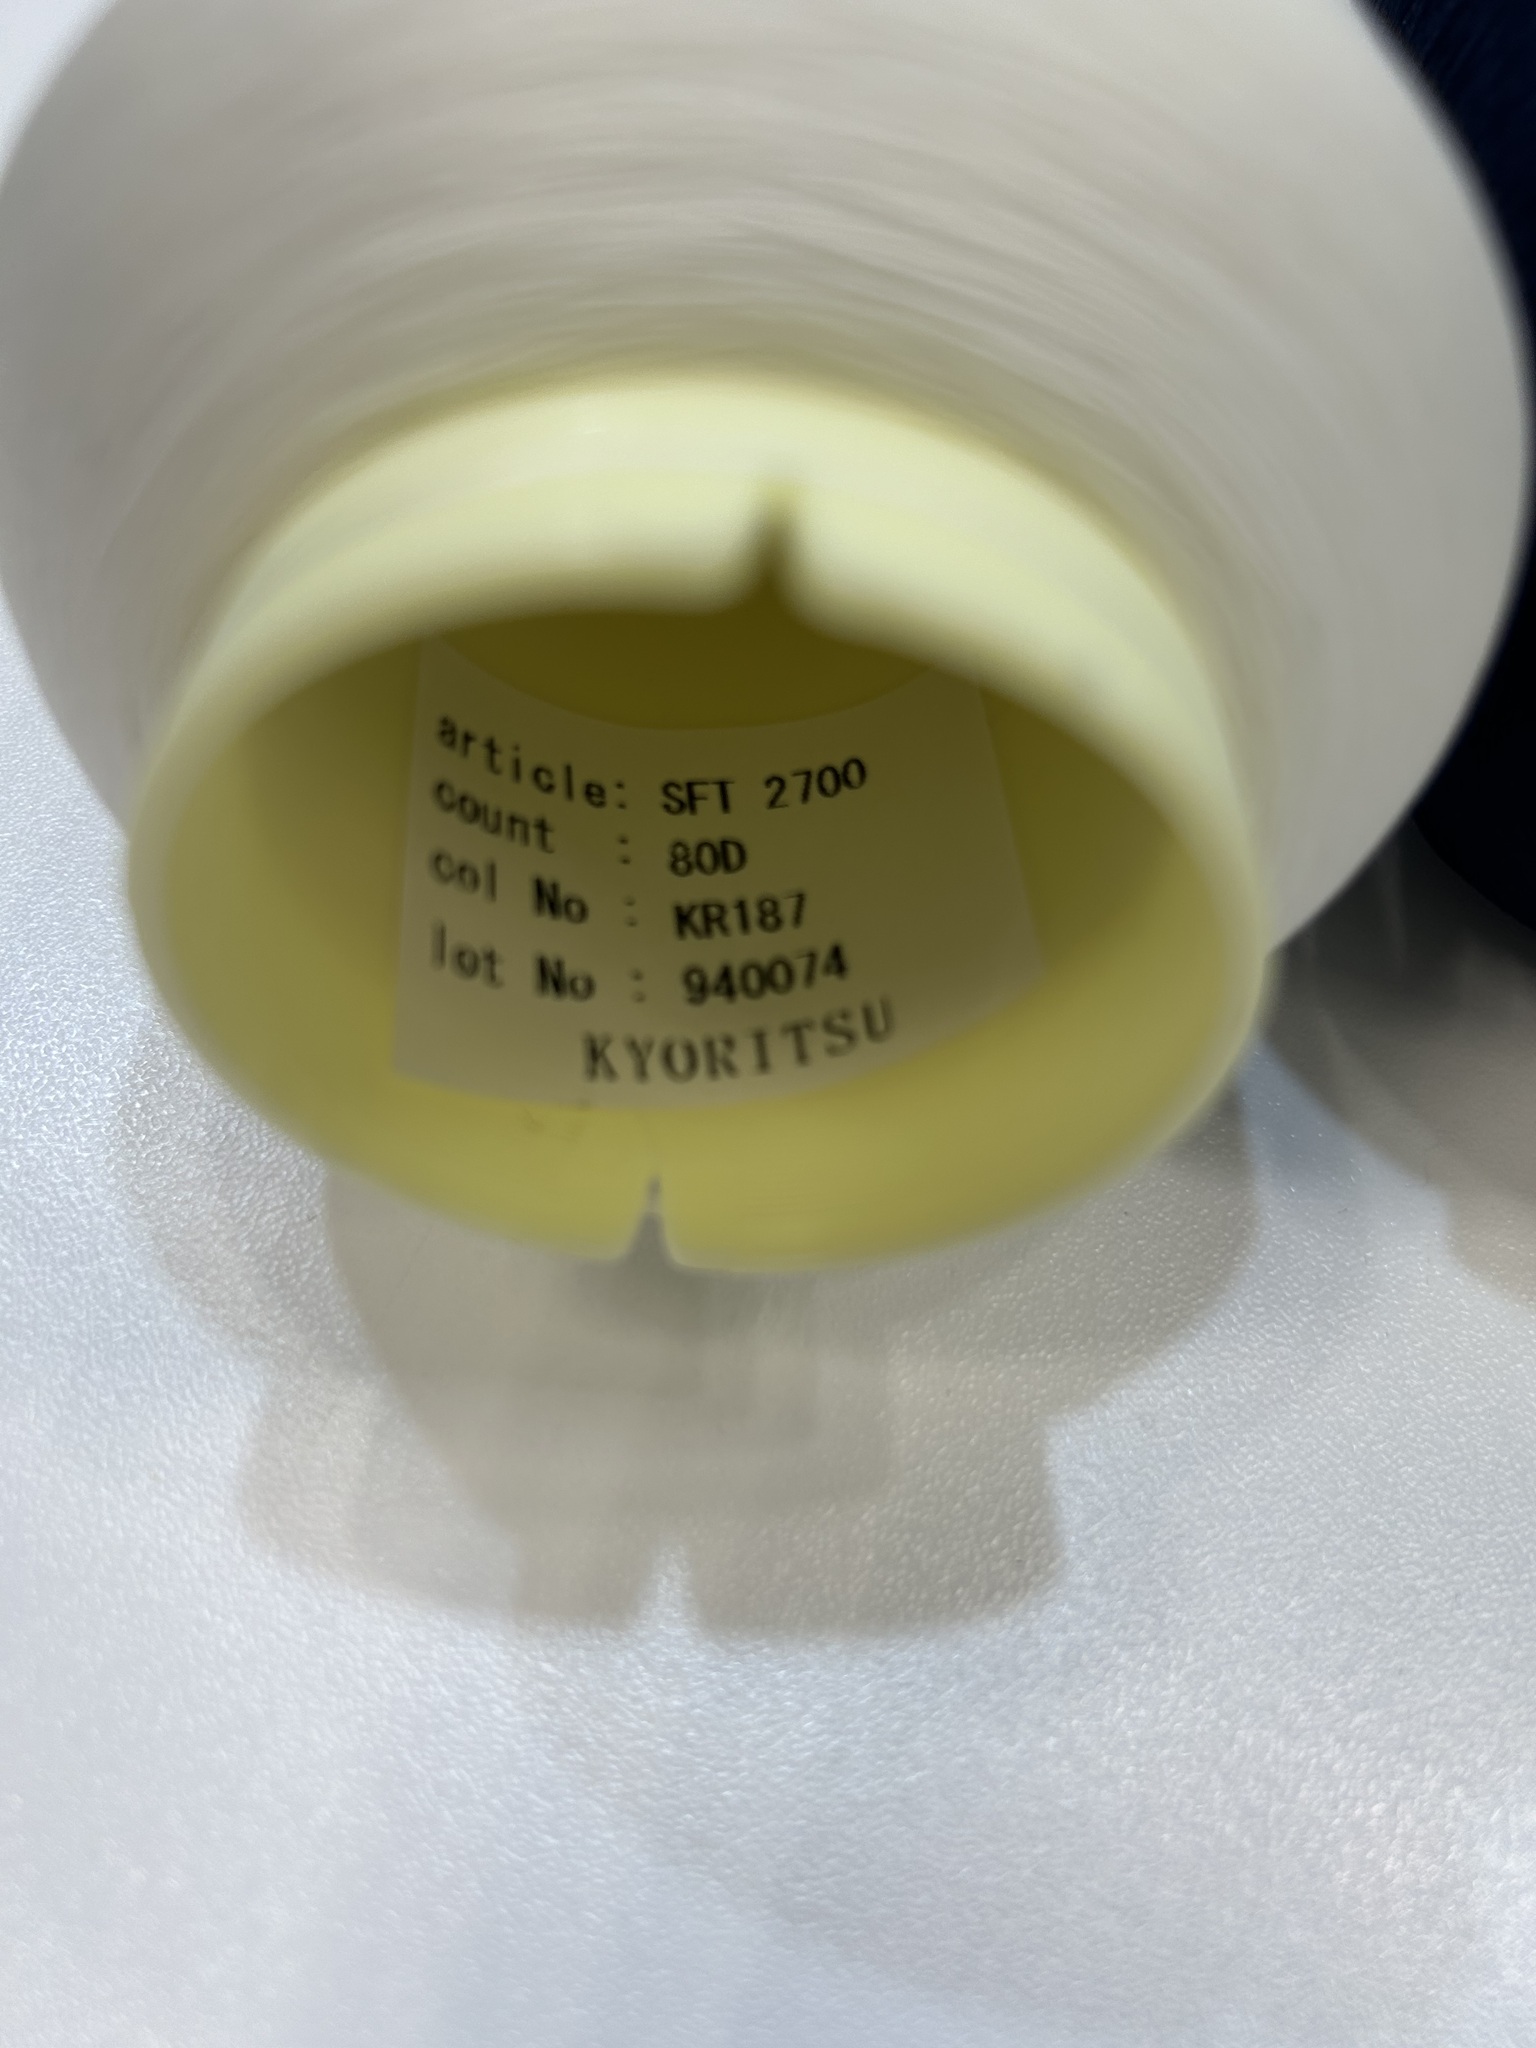 article: SFT 2700
count : 80D
col No : KR187
lot No : 940074
KYORITSU